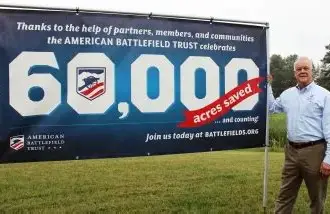 Thanks to the help of partners, members, and communities
the AMERICAN BATTLEFIELD TRUST celebrates
60,000
acres saved
... and counting!
AMERICAN
BATTLEFIELD
TRUST
Join us today at BATTLEFIELDS.ORG